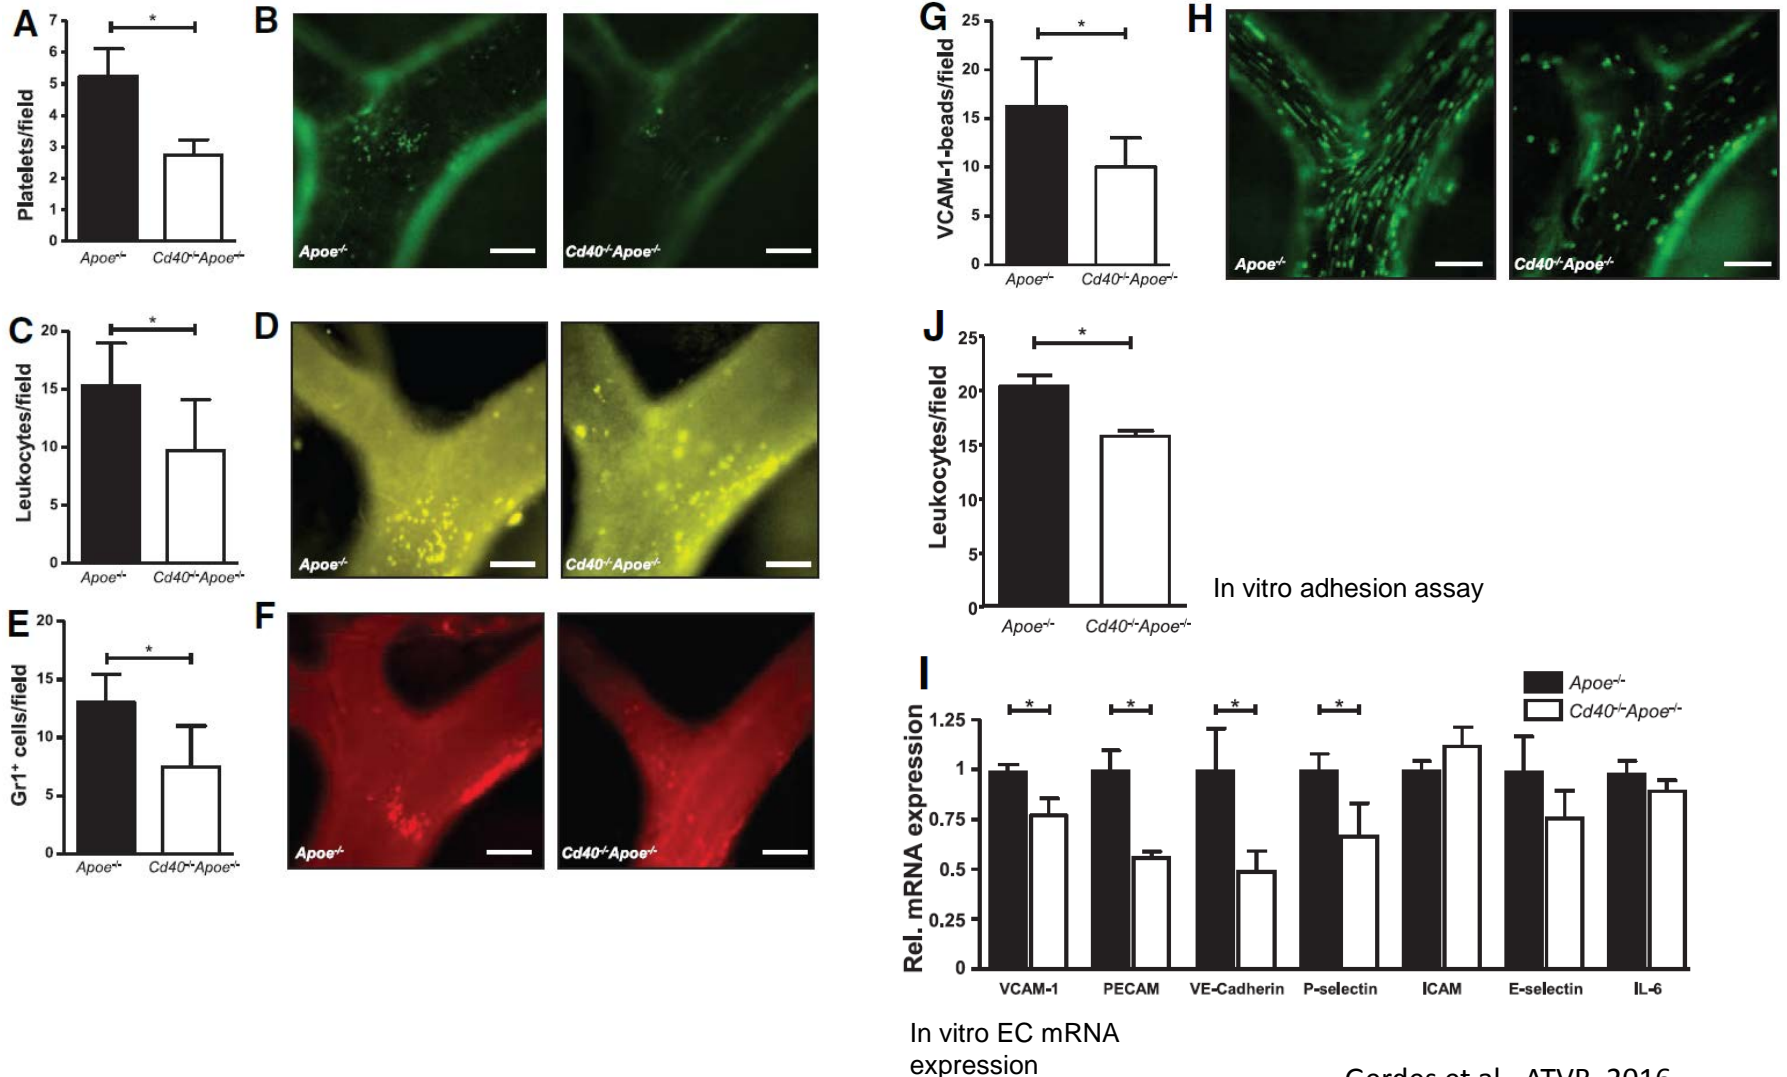 A
7
6
5
4
3
2
1
0
Platelets/field
*
Apoe-/-
Cd40-/-Apoe-/-
B
Apoe-/-
Cd40-/-Apoe-/-
C
20
15
10
5
0
Leukocytes/field
*
Apoe-/-
Cd40-/-Apoe-/-
D
Apoe-/-
Cd40-/-Apoe-/-
E
20
15
10
5
0
Gr1+ cells/field
*
Apoe-/-
Cd40-/-Apoe-/-
F
Apoe-/-
Cd40-/-Apoe-/-
G
25
20
15
10
5
0
VCAM-1-beads/field
*
Apoe-/-
Cd40-/-Apoe-/-
H
Apoe-/-
Cd40-/-Apoe-/-
J
25
20
15
10
5
0
Leukocytes/field
*
Apoe-/-
Cd40-/-Apoe-/-
In vitro adhesion assay
I
Apoe-/-
Cd40-/-Apoe-/-
1.25
1
0.75
0.5
0.25
0
Rel. mRNA expression
* * * *
VCAM-1 PECAM VE-Cadherin P-selectin ICAM E-selectin IL-6
In vitro EC mRNA
expression
Gerdes et al., ATVB, 2016